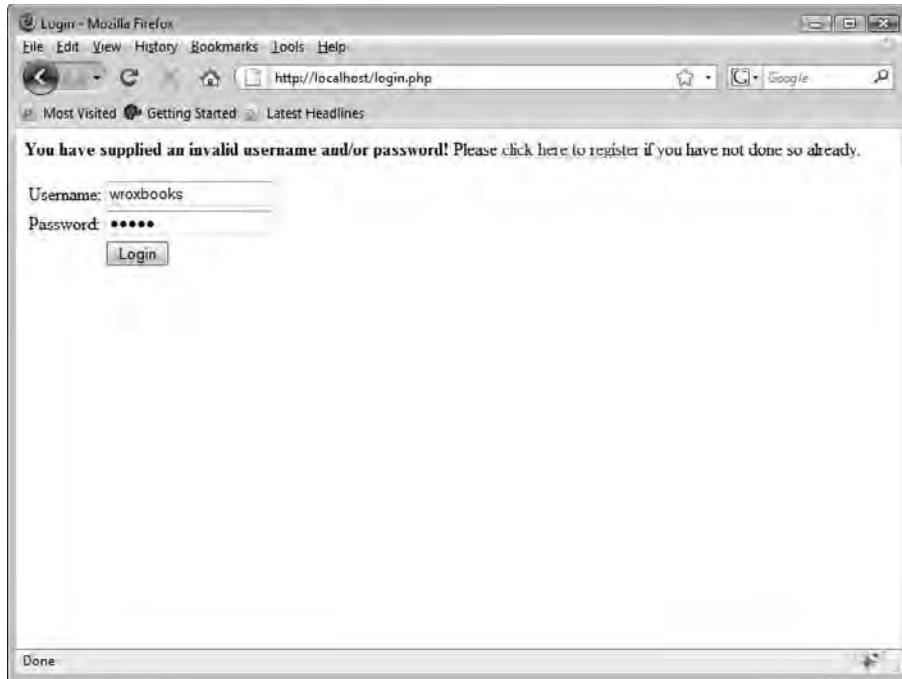 Login - Mozilla Firefox
File Edit View History Bookmarks Tools Help
http://localhost/login.php
Google
Most Visited Getting Started Latest Headlines
You have supplied an invalid username and/or password! Please click here to register if you have not done so already.
Username: wroxbooks
Password: •••••
Login
Done